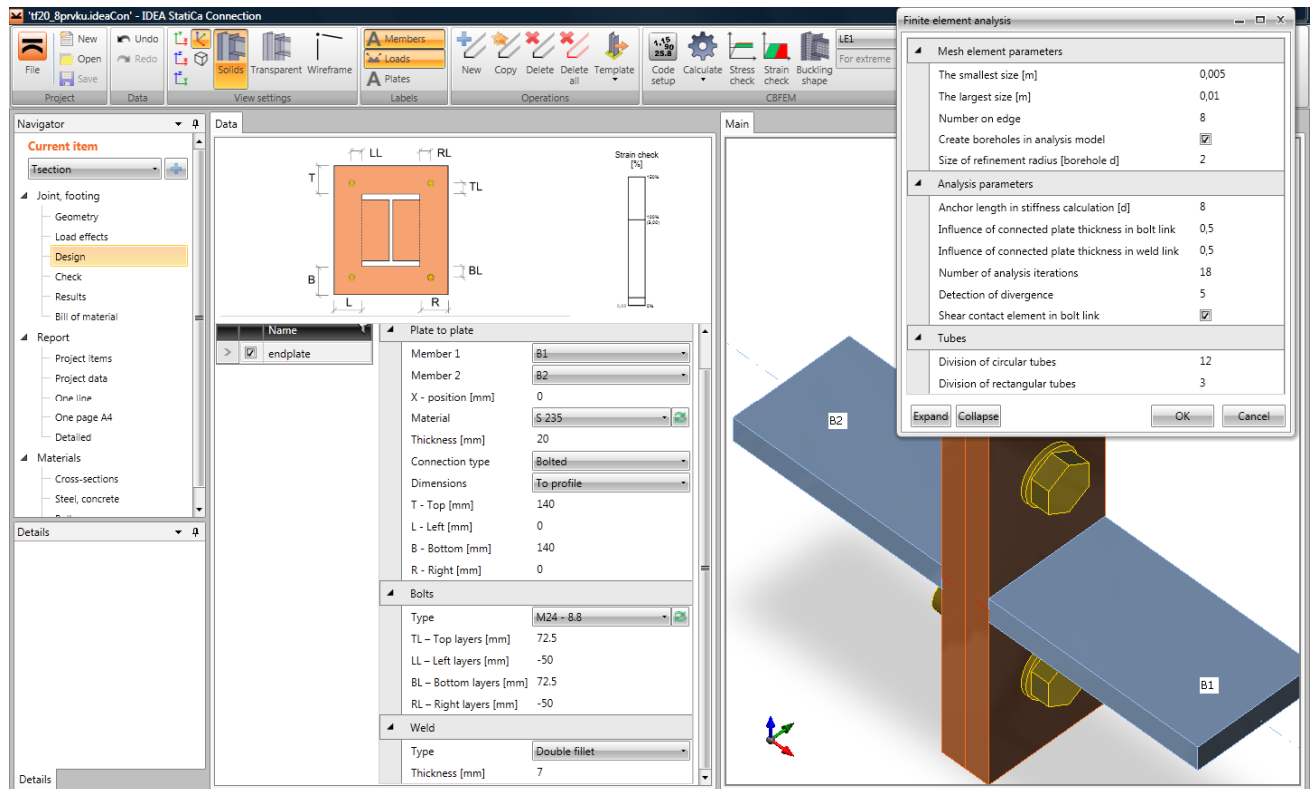 'tf20_8prvku.ideaCon' - IDEA StatiCa Connection
File
New
Open
Save
Project
Undo
Redo
Data
Solids
Transparent
Wireframe
View settings
Members
Loads
Plates
Labels
New
Copy
Delete
Delete all
Template
Operations
Code setup
Calculate
Stress check
Strain check
Buckling shape
CBFEM
LE1
For extreme
Navigator
Current item
Tsection
Joint, footing
Geometry
Load effects
Design
Check
Results
Bill of material
Report
Project items
Project data
One line
One page A4
Detailed
Materials
Cross-sections
Steel, concrete
Details
Details
Data
LL
RL
T
TL
B
BL
L
R
Strain check
[%]
150%
100%
(5,00)
0,00
0%
Name
endplate
Plate to plate
Member 1 B1
Member 2 B2
X - position [mm] 0
Material S 235
Thickness [mm] 20
Connection type Bolted
Dimensions To profile
T - Top [mm] 140
L - Left [mm] 0
B - Bottom [mm] 140
R - Right [mm] 0
Bolts
Type M24 - 8.8
TL – Top layers [mm] 72.5
LL – Left layers [mm] -50
BL – Bottom layers [mm] 72.5
RL – Right layers [mm] -50
Weld
Type Double fillet
Thickness [mm] 7
Main
B2
B1
Finite element analysis
Mesh element parameters
The smallest size [m] 0,005
The largest size [m] 0,01
Number on edge 8
Create boreholes in analysis model
Size of refinement radius [borehole d] 2
Analysis parameters
Anchor length in stiffness calculation [d] 8
Influence of connected plate thickness in bolt link 0,5
Influence of connected plate thickness in weld link 0,5
Number of analysis iterations 18
Detection of divergence 5
Shear contact element in bolt link
Tubes
Division of circular tubes 12
Division of rectangular tubes 3
Expand
Collapse
OK
Cancel